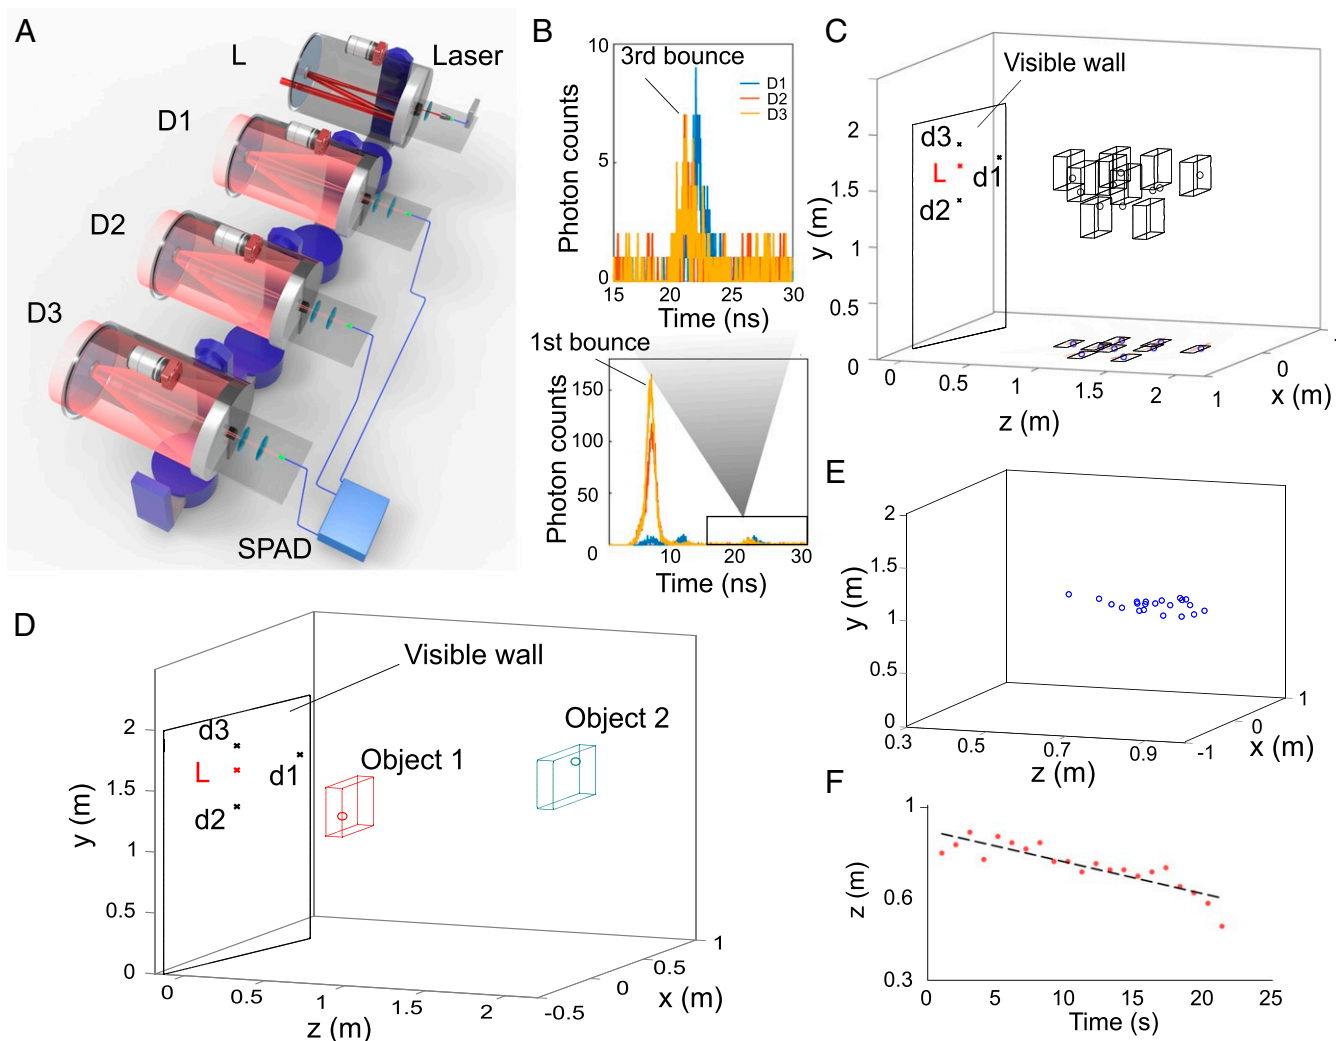 A
L
Laser
D1
D2
D3
SPAD
B
10
5
0
Photon counts
3rd bounce
D1
D2
D3
15
20
25
30
Time (ns)
1st bounce
150
100
50
0
Photon counts
10
20
30
Time (ns)
C
Visible wall
d3
L
d1
d2
2
1.5
1
0.5
0
y (m)
0
0.5
1
1.5
2
z (m)
1
0
x (m)
D
Visible wall
d3
L
d1
d2
Object 1
Object 2
2
1.5
1
0.5
0
y (m)
0
0.5
1
1.5
2
z (m)
-0.5
0
0.5
1
x (m)
E
2
1.5
1
0.5
0
y (m)
0.3
0.5
0.7
0.9
z (m)
-1
0
1
x (m)
F
1
0.6
0.3
z (m)
0
5
10
15
20
25
Time (s)